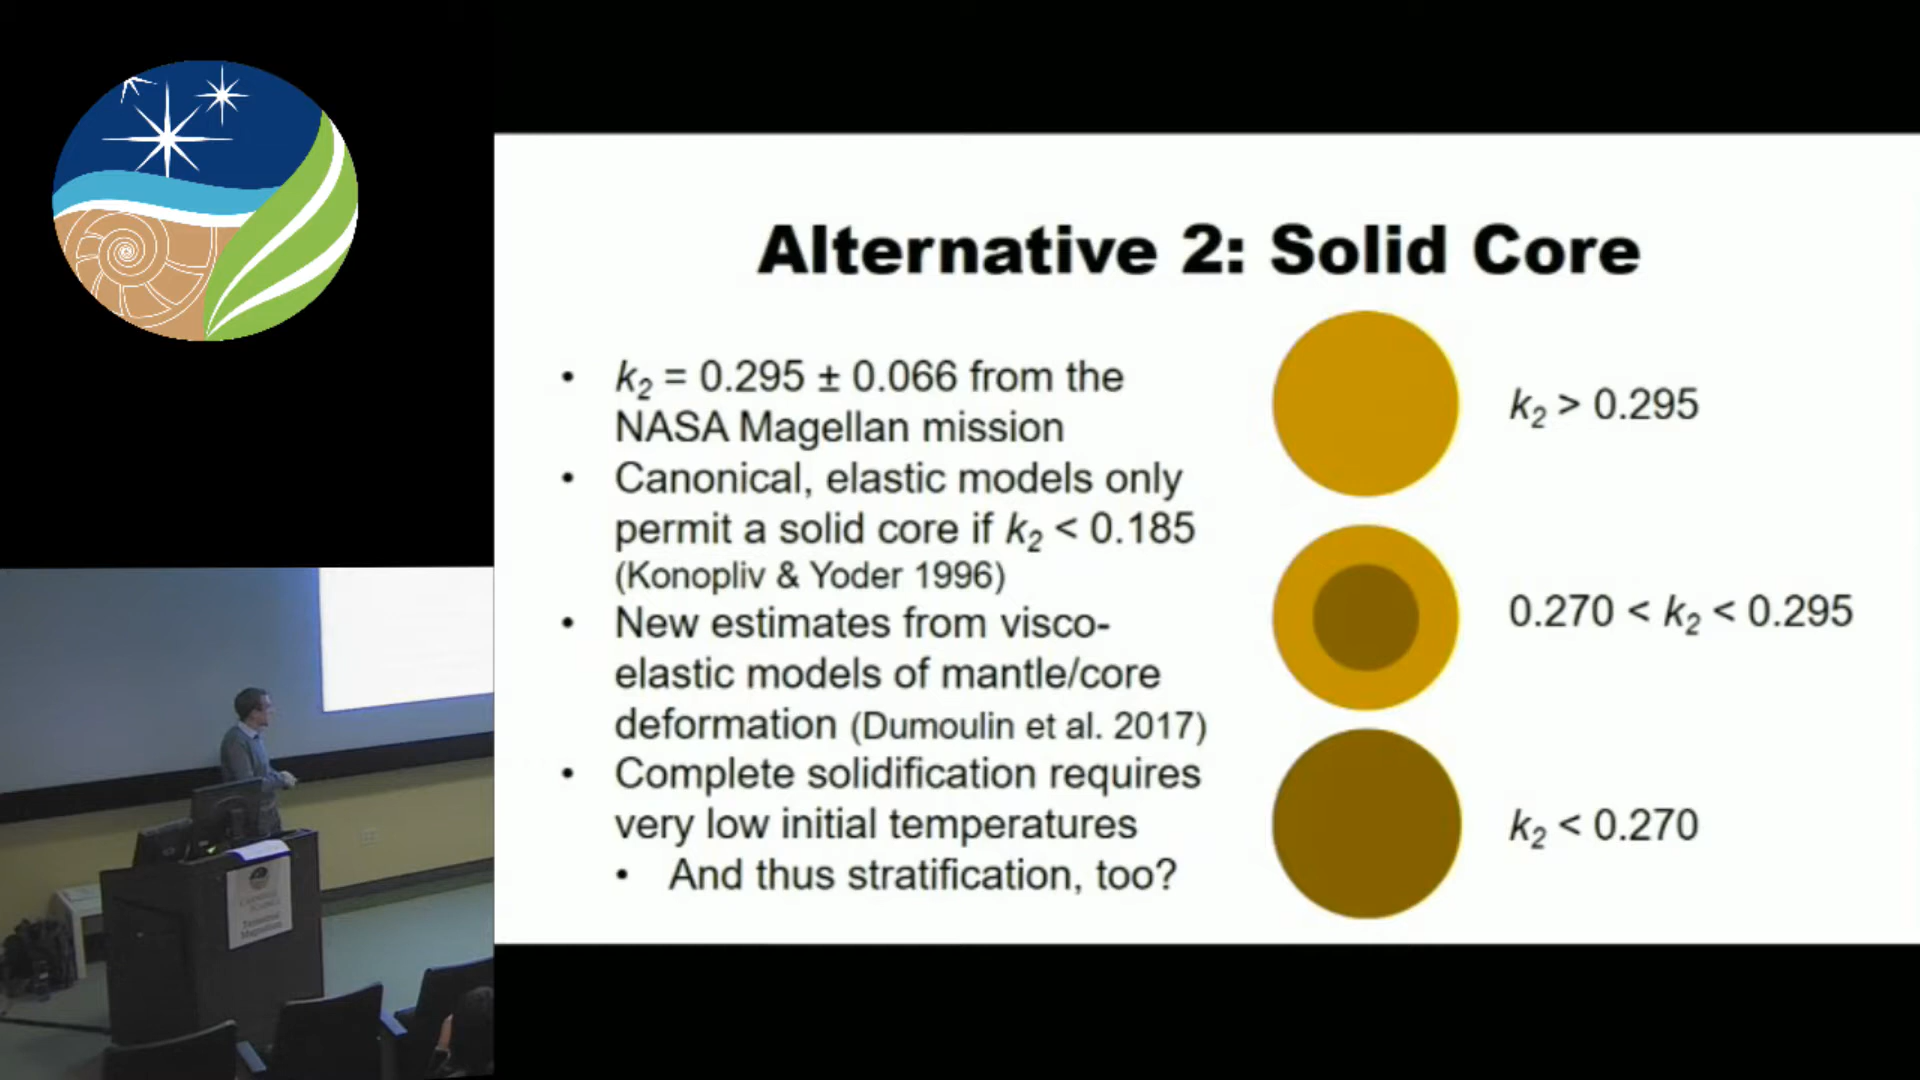 Alternative 2: Solid Core
• k2 = 0.295 ± 0.066 from the
NASA Magellan mission
• Canonical, elastic models only
permit a solid core if k2 < 0.185
(Konopliv & Yoder 1996)
• New estimates from visco-
elastic models of mantle/core
deformation (Dumoulin et al. 2017)
• Complete solidification requires
very low initial temperatures
• And thus stratification, too?
k2 > 0.295
0.270 < k2 < 0.295
k2 < 0.270
Terrestrial
Magnetism